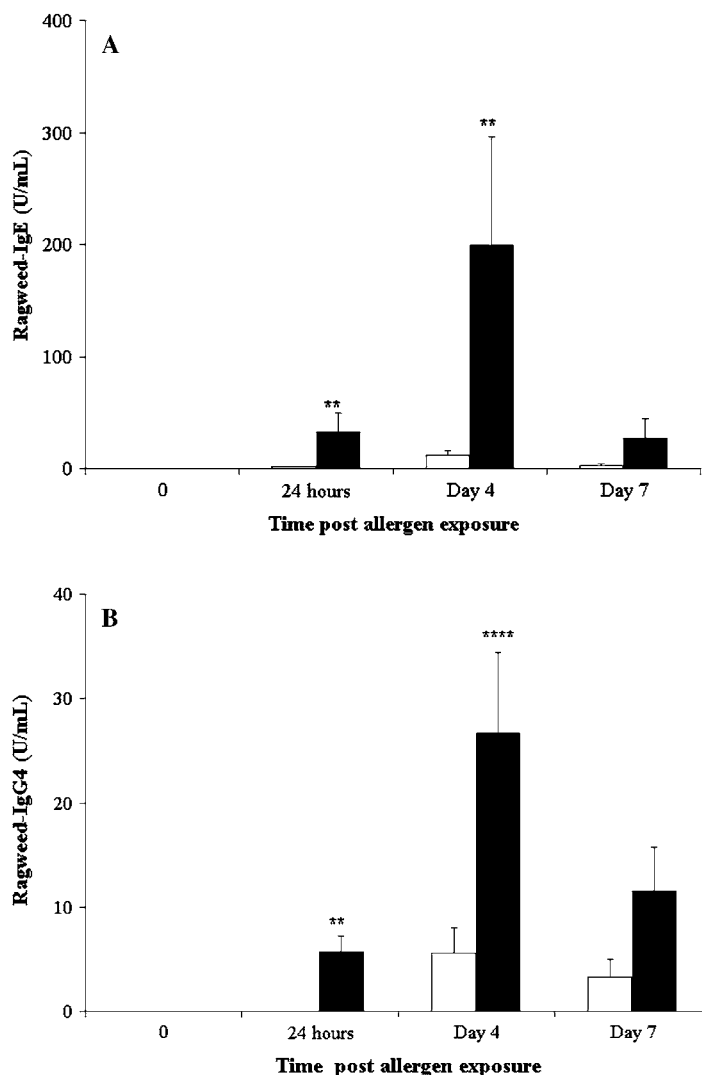 A
400
300
200
100
0
Ragweed-IgE (U/mL)
**
**
0 24 hours Day 4 Day 7
Time post allergen exposure
B
40
30
20
10
0
Ragweed-IgG4 (U/mL)
**
****
0 24 hours Day 4 Day 7
Time post allergen exposure